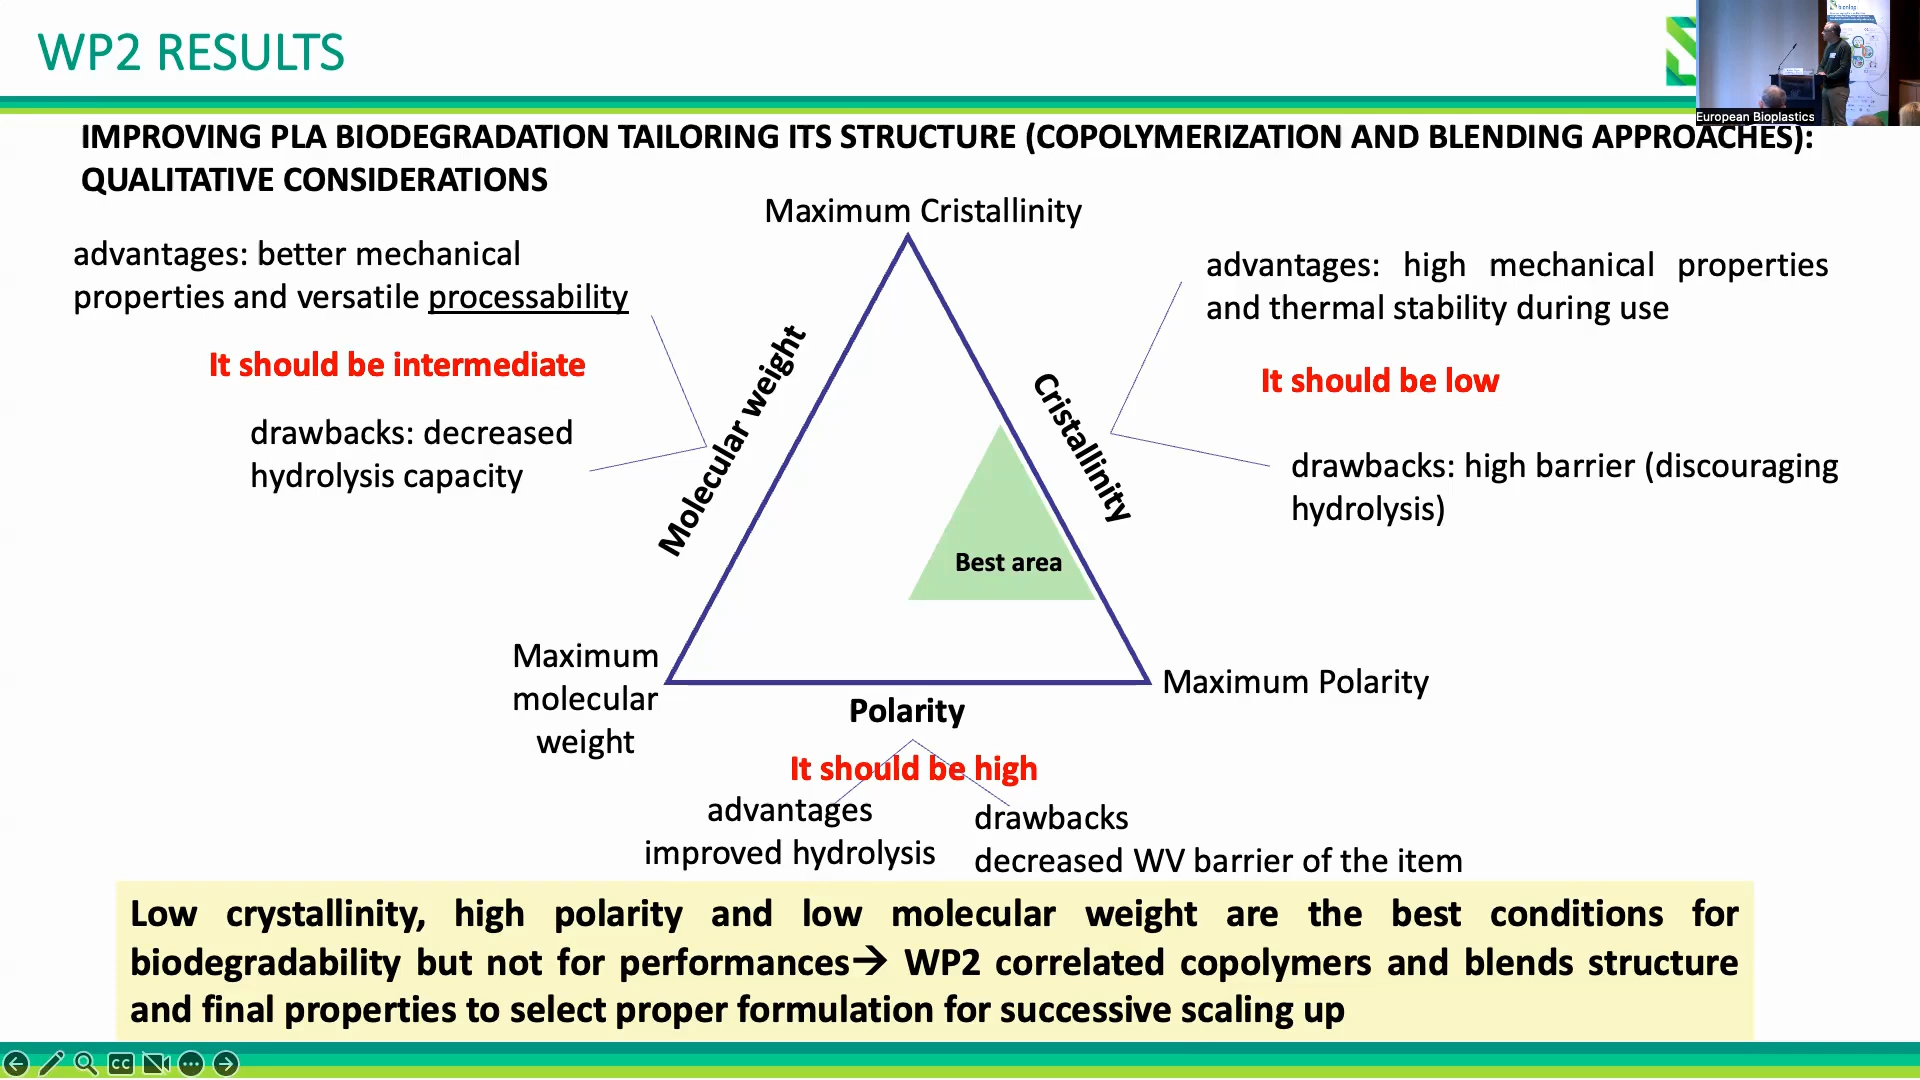 WP2 RESULTS
European Bioplastics
IMPROVING PLA BIODEGRADATION TAILORING ITS STRUCTURE (COPOLYMERIZATION AND BLENDING APPROACHES):
QUALITATIVE CONSIDERATIONS
Maximum Cristallinity
advantages: better mechanical
properties and versatile processability
It should be intermediate
drawbacks: decreased
hydrolysis capacity
Molecular weight
advantages: high mechanical properties
and thermal stability during use
It should be low
drawbacks: high barrier (discouraging
hydrolysis)
Cristallinity
Best area
Maximum
molecular
weight
Maximum Polarity
Polarity
It should be high
advantages
improved hydrolysis
drawbacks
decreased WV barrier of the item
Low crystallinity, high polarity and low molecular weight are the best conditions for
biodegradability but not for performances→ WP2 correlated copolymers and blends structure
and final properties to select proper formulation for successive scaling up
CC